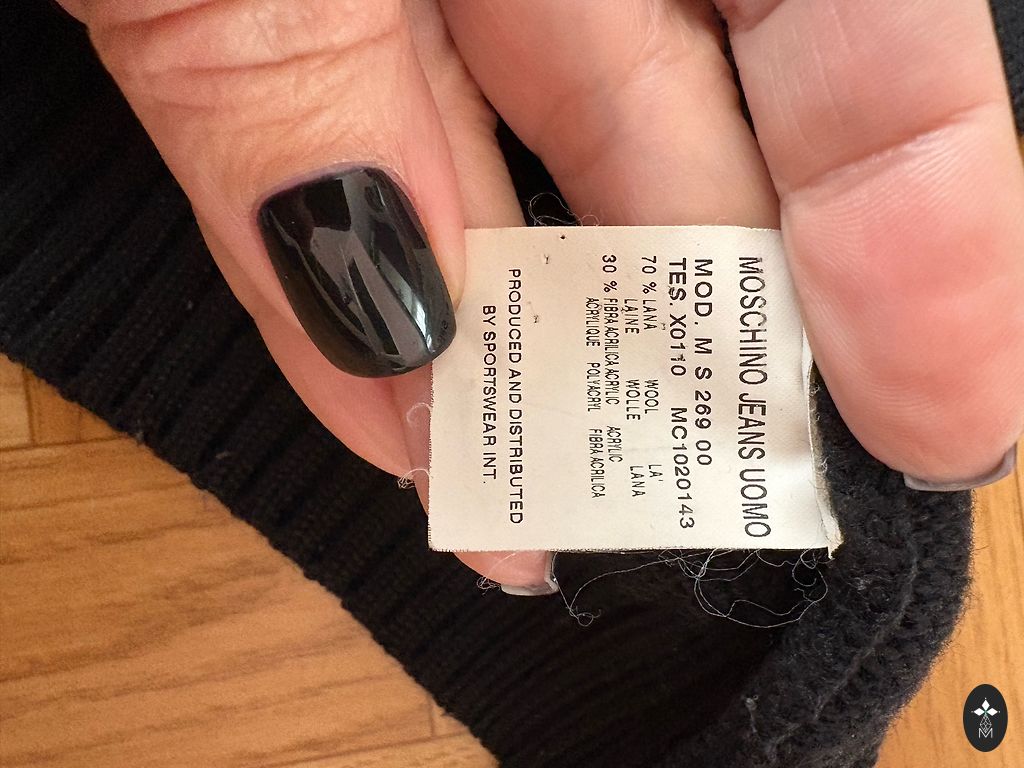 MOSCHINO JEANS UOMO
MOD. M S 269 00
TES. X0110 MC1020143
70 % LANA WOOL LA'
LAINE WOLLE LANA
30 % FIBRA ACRILICA ACRYLIC ACRYLIC
ACRYLIQUE POLYACRYL FIBRA ACRILICA
PRODUCED AND DISTRIBUTED
BY SPORTSWEAR INT.
M